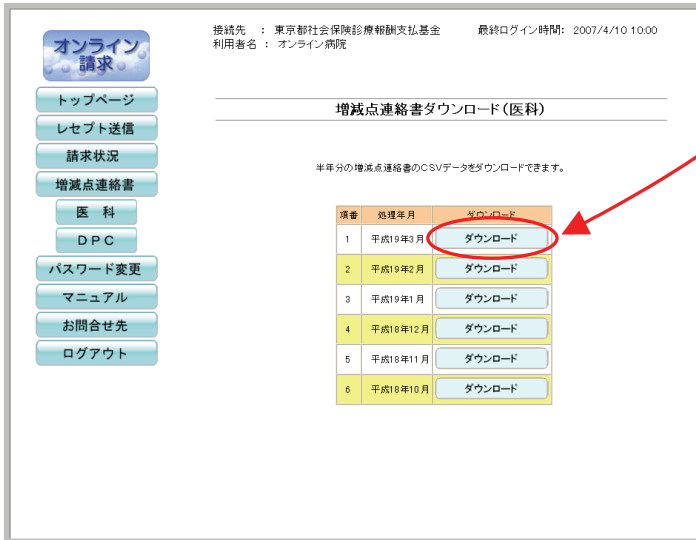 オンライン
請求
接続先 : 東京都社会保険診療報酬支払基金 最終ログイン時間: 2007/4/10 10:00
利用者名 : オンライン病院
トップページ
レセプト送信
請求状況
増減点連絡書
医 科
DPC
パスワード変更
マニュアル
お問合せ先
ログアウト
増減点連絡書ダウンロード(医科)
半年分の増減点連絡書のCSVデータをダウンロードできます。
項番 処理年月 ダウンロード
1 平成19年3月 ダウンロード
2 平成19年2月 ダウンロード
3 平成19年1月 ダウンロード
4 平成18年12月 ダウンロード
5 平成18年11月 ダウンロード
6 平成18年10月 ダウンロード